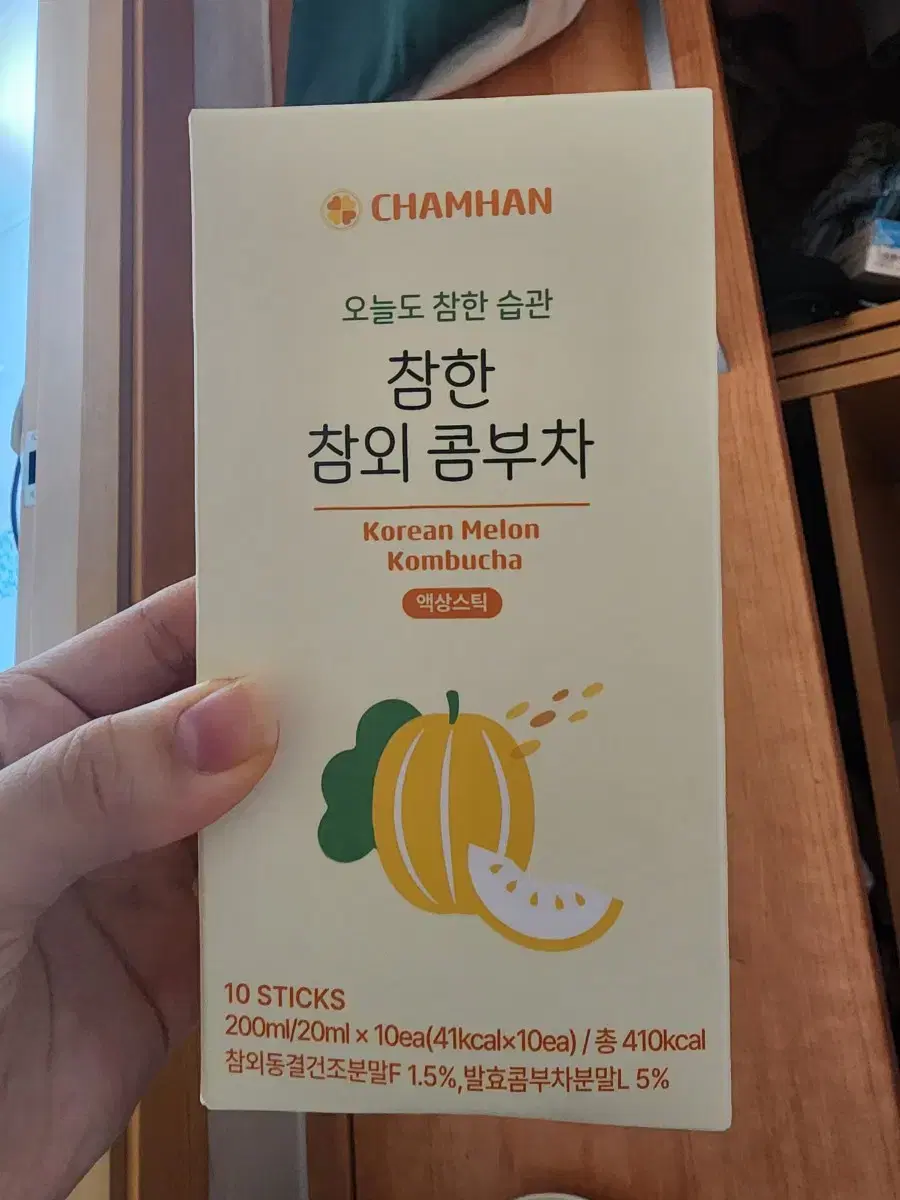 CHAMHAN
오늘도 참한 습관
참한
참외 콤부차
Korean Melon
Kombucha
액상스틱
10 STICKS
200ml/20ml × 10ea(41kcal×10ea) / 총 410kcal
참외동결건조분말F 1.5%,발효콤부차분말L 5%